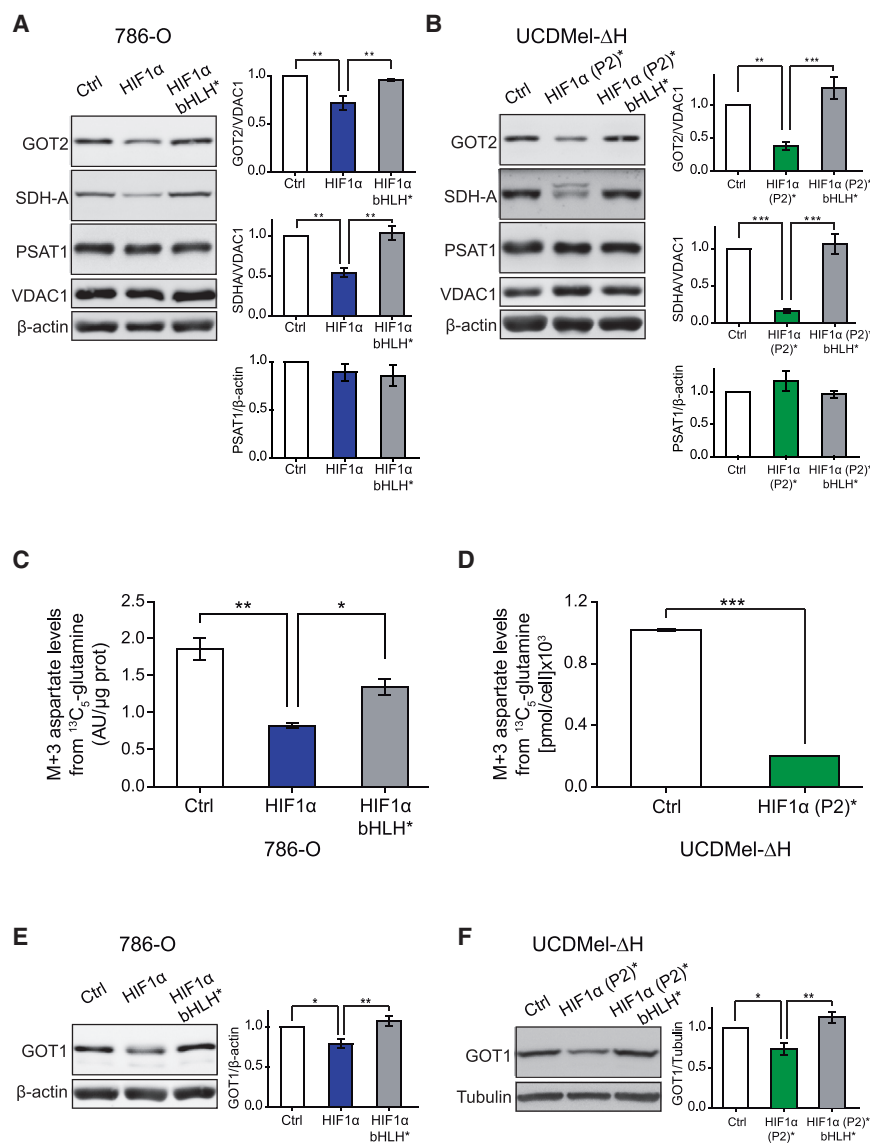 A
786-O
Ctrl
HIF1α
HIF1α
bHLH*
GOT2
SDH-A
PSAT1
VDAC1
β-actin
**
**
GOT2/VDAC1
1.0
0.5
0.0
Ctrl
HIF1α
HIF1α
bHLH*
**
**
SDHA/VDAC1
1.0
0.5
0.0
Ctrl
HIF1α
HIF1α
bHLH*
PSAT1/β-actin
1.0
0.5
0.0
Ctrl
HIF1α
HIF1α
bHLH*
B
UCDMel-ΔH
Ctrl
HIF1α (P2)*
HIF1α (P2)*
bHLH*
GOT2
SDH-A
PSAT1
VDAC1
β-actin
**
***
GOT2/VDAC1
1.0
0.5
0.0
Ctrl
HIF1α
(P2)*
HIF1α (P2)*
bHLH*
***
***
SDHA/VDAC1
1.0
0.5
0.0
Ctrl
HIF1α
(P2)*
HIF1α (P2)*
bHLH*
PSAT1/β-actin
1.0
0.5
0.0
Ctrl
HIF1α
(P2)*
HIF1α (P2)*
bHLH*
C
M+3 aspartate levels
from ¹³C₅-glutamine
(AU/µg prot)
2.5
2.0
1.5
1.0
0.5
0.0
**
*
Ctrl
HIF1α
HIF1α
bHLH*
786-O
D
M+3 aspartate levels
from ¹³C₅-glutamine
[pmol/cell]x10³
1.2
0.8
0.4
0.0
***
Ctrl
HIF1α (P2)*
UCDMel-ΔH
E
786-O
Ctrl
HIF1α
HIF1α
bHLH*
GOT1
β-actin
*
**
GOT1/β-actin
1.0
0.5
0.0
Ctrl
HIF1α
HIF1α
bHLH*
F
UCDMel-ΔH
Ctrl
HIF1α (P2)*
HIF1α (P2)*
bHLH*
GOT1
Tubulin
*
**
GOT1/Tubulin
1.0
0.5
0.0
Ctrl
HIF1α
(P2)*
HIF1α (P2)*
bHLH*